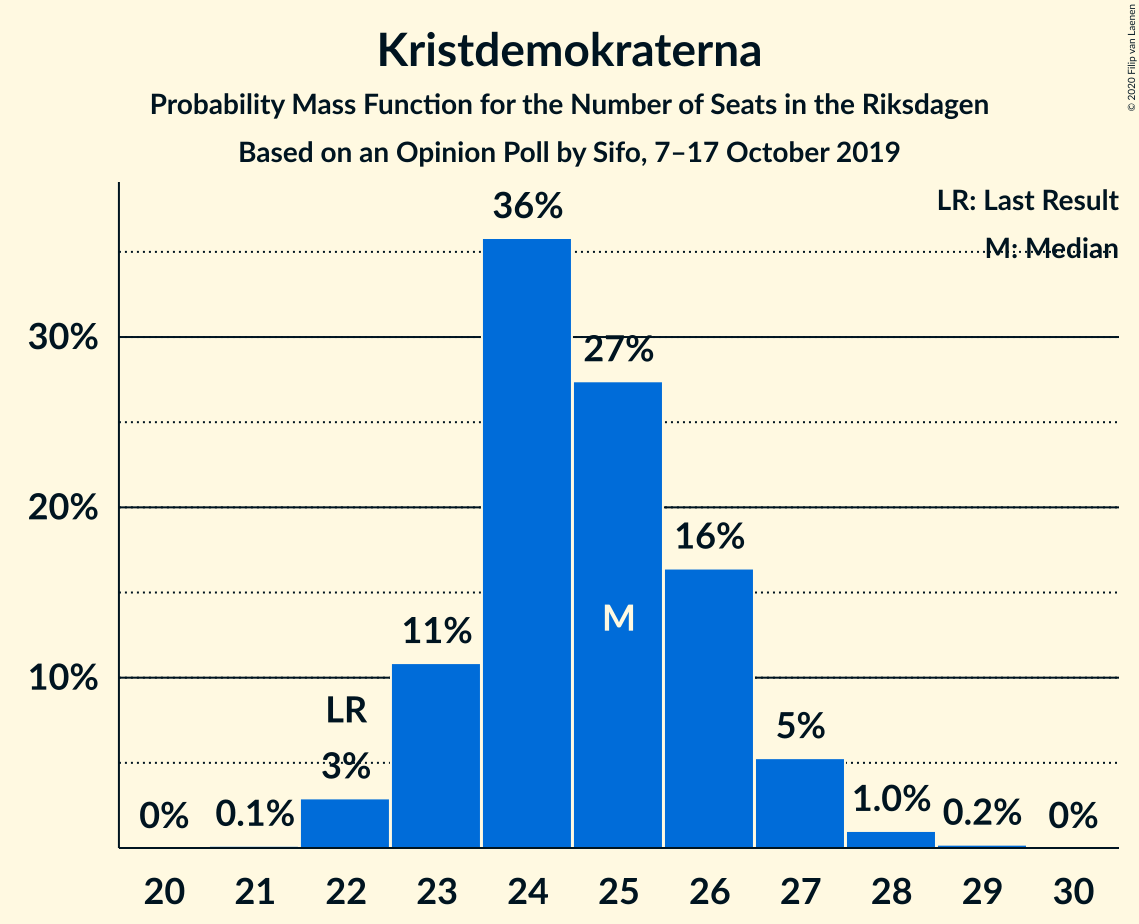 Kristdemokraterna
Probability Mass Function for the Number of Seats in the Riksdagen
Based on an Opinion Poll by Sifo, 7–17 October 2019
© 2020 Filip van Laenen
LR: Last Result
M: Median
36%
30%
27%
20%
16%
M
11%
10%
LR
5%
3%
0%
0.1%
1.0%
0.2%
0%
20 21 22 23 24 25 26 27 28 29 30